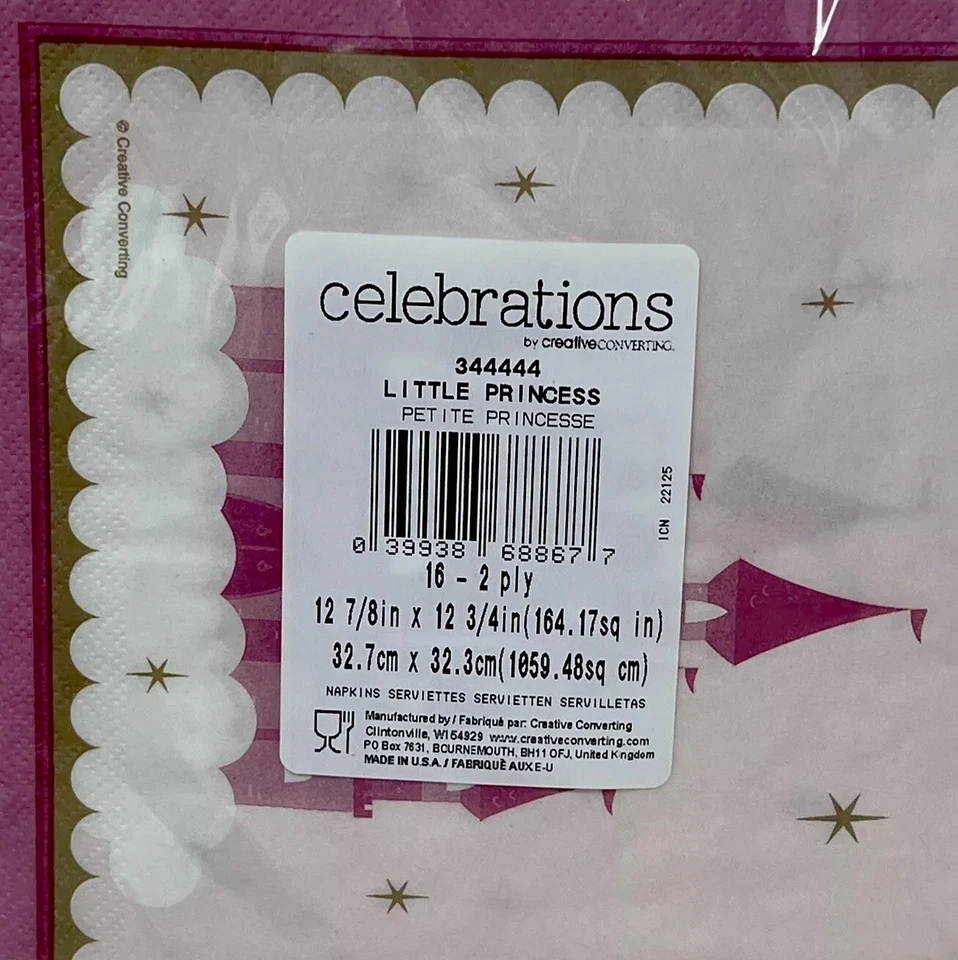 © Creative Converting
celebrations
by creativeCONVERTING.
344444
LITTLE PRINCESS
PETITE PRINCESSE
ICN 22125
0 39938 68867 7
16 - 2 ply
12 7/8in x 12 3/4in(164.17sq in)
32.7cm x 32.3cm(1059.48sq cm)
NAPKINS SERVIETTES SERVIETTEN SERVILLETAS
Manufactured by / Fabriqué par: Creative Converting
Clintonville, WI 54929 www.creativeconverting.com
PO Box 7631, BOURNEMOUTH, BH11 OFJ, United Kingdom
MADE IN U.S.A. / FABRIQUÈ AUX E-U